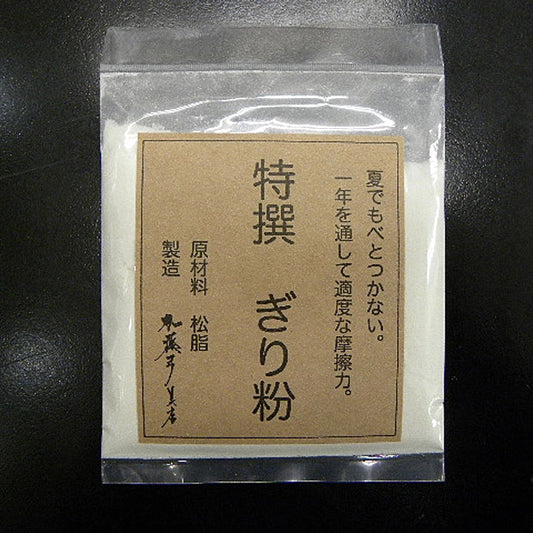 夏でもべとつかない。
一年を通して適度な摩擦力。
特撰　ぎり粉
原材料　松脂
製造